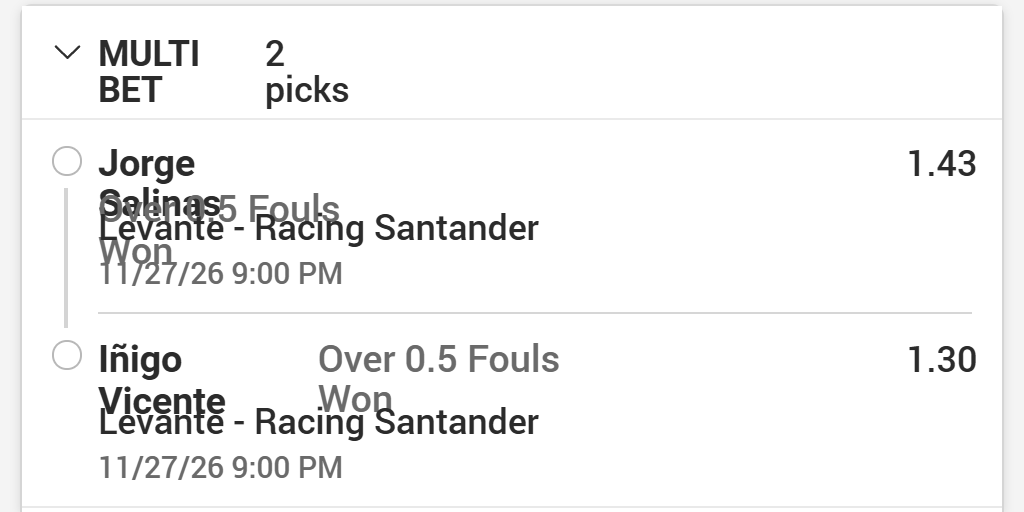 MULTI 2
BET picks
Jorge 1.43
Salinas
Over 0.5 Fouls
Levante - Racing Santander
Won
11/27/26 9:00 PM
Iñigo Over 0.5 Fouls 1.30
Vicente Won
Levante - Racing Santander
11/27/26 9:00 PM